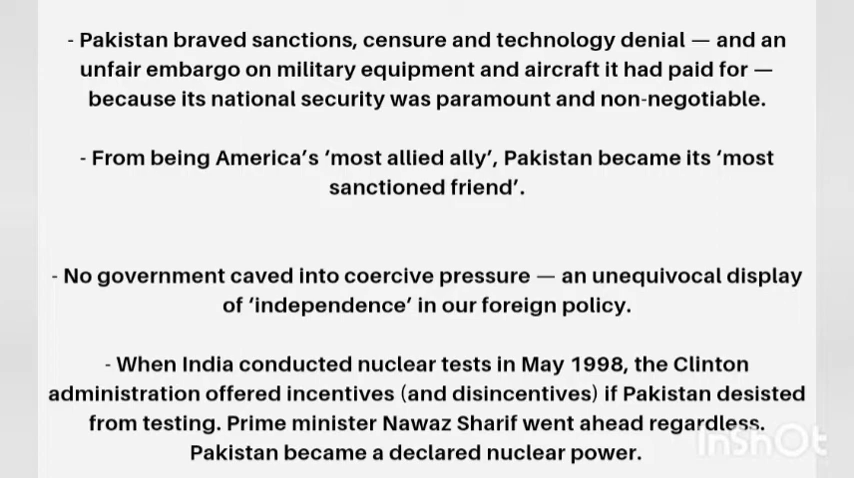 - Pakistan braved sanctions, censure and technology denial — and an
unfair embargo on military equipment and aircraft it had paid for —
because its national security was paramount and non-negotiable.
- From being America’s ‘most allied ally’, Pakistan became its ‘most
sanctioned friend’.
- No government caved into coercive pressure — an unequivocal display
of ‘independence’ in our foreign policy.
- When India conducted nuclear tests in May 1998, the Clinton
administration offered incentives (and disincentives) if Pakistan desisted
from testing. Prime minister Nawaz Sharif went ahead regardless.
Pakistan became a declared nuclear power.
InShOt